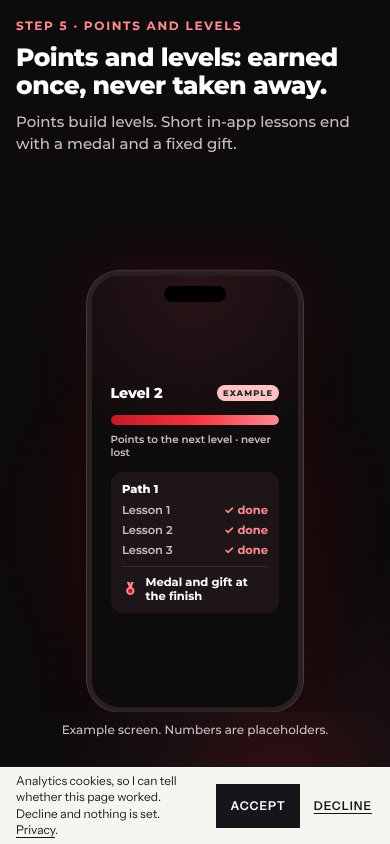 STEP 5 · POINTS AND LEVELS
Points and levels: earned
once, never taken away.
Points build levels. Short in-app lessons end
with a medal and a fixed gift.
Level 2
EXAMPLE
Points to the next level · never
lost
Path 1
Lesson 1 ✓ done
Lesson 2 ✓ done
Lesson 3 ✓ done
Medal and gift at
the finish
Example screen. Numbers are placeholders.
Analytics cookies, so I can tell
whether this page worked.
Decline and nothing is set.
Privacy.
ACCEPT
DECLINE